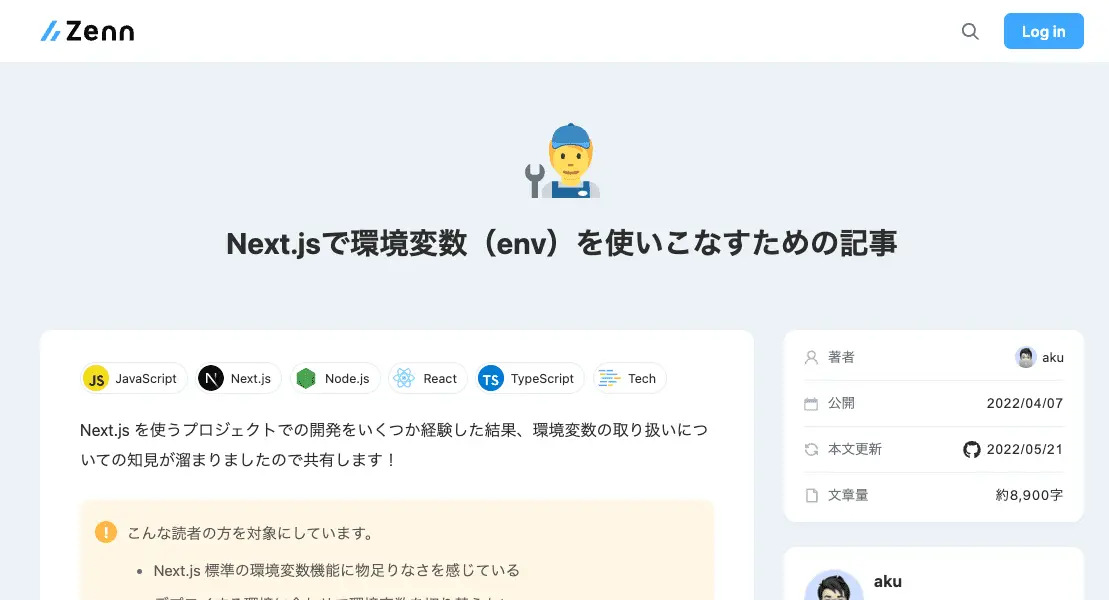 Zenn
Log in
Next.jsで環境変数（env）を使いこなすための記事
JS JavaScript
N Next.js
Node.js
React
TS TypeScript
Tech
Next.js を使うプロジェクトでの開発をいくつか経験した結果、環境変数の取り扱いにつ
いての知見が溜まりましたので共有します！
こんな読者の方を対象にしています。
• Next.js 標準の環境変数機能に物足りなさを感じている
著者 aku
公開 2022/04/07
本文更新 2022/05/21
文章量 約8,900字
aku